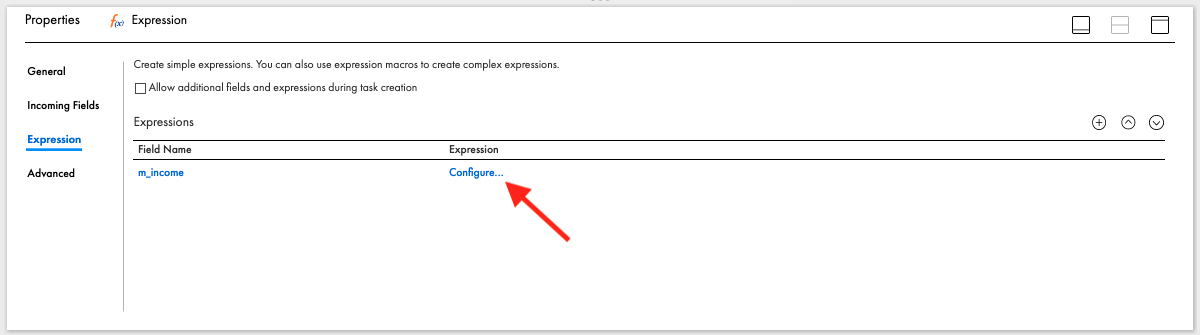 Properties f(x) Expression
General
Incoming Fields
Expression
Advanced
Create simple expressions. You can also use expression macros to create complex expressions.
Allow additional fields and expressions during task creation
Expressions
Field Name Expression
m_income Configure...